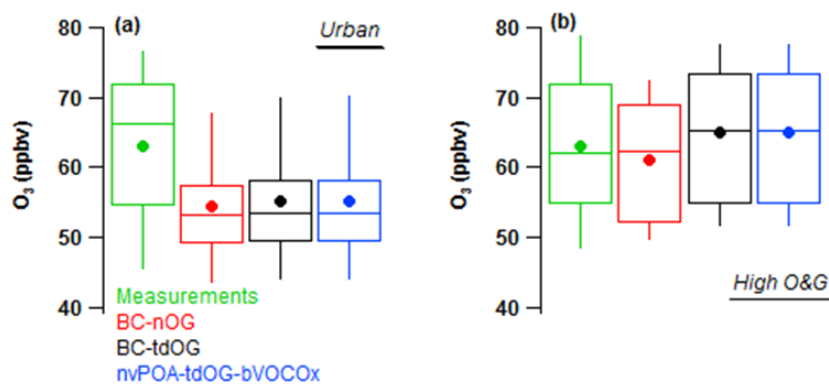 (a)
Urban
80
70
60
50
40
O3 (ppbv)
Measurements
BC-nOG
BC-tdOG
nvPOA-tdOG-bVOCOx
(b)
80
70
60
50
40
O3 (ppbv)
High O&G